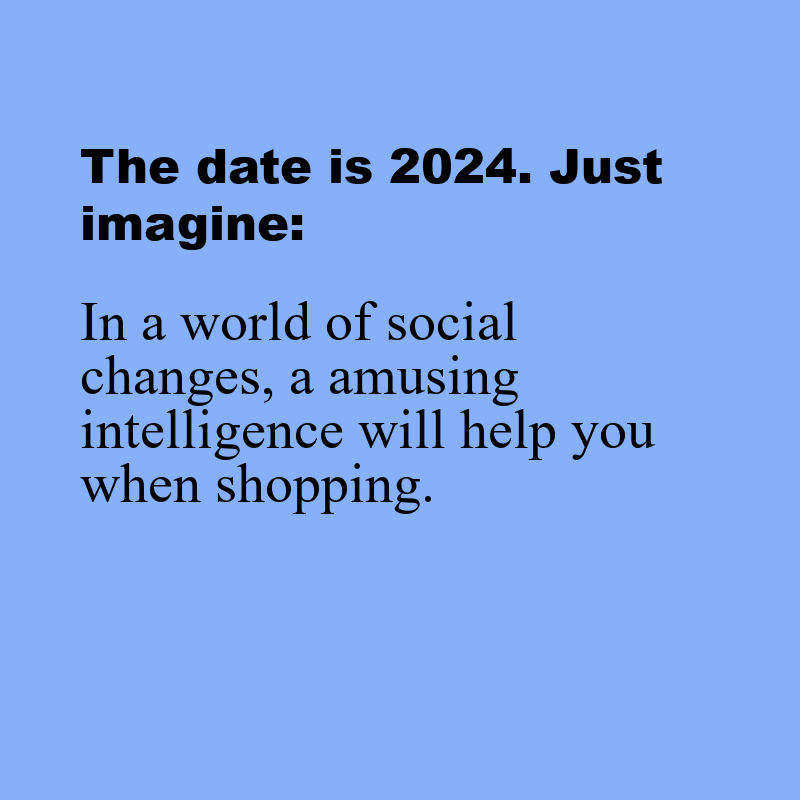 The date is 2024. Just
imagine:
In a world of social
changes, a amusing
intelligence will help you
when shopping.